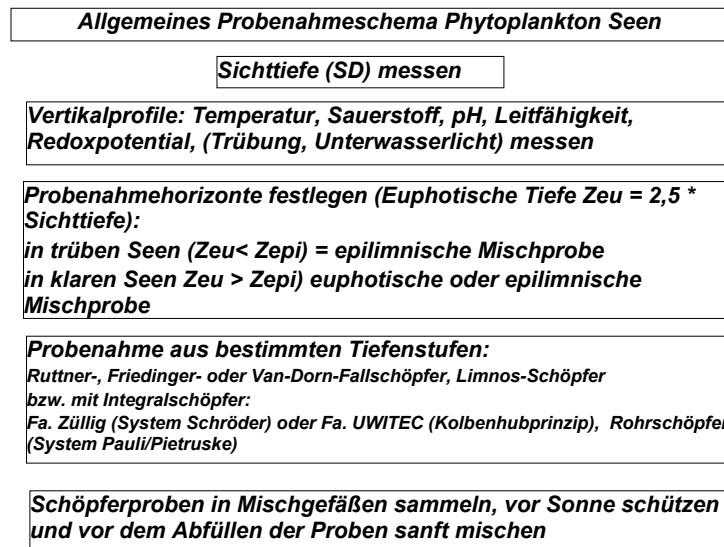 Allgemeines Probenahmeschema Phytoplankton Seen
Sichttiefe (SD) messen
Vertikalprofile: Temperatur, Sauerstoff, pH, Leitfähigkeit,
Redoxpotential, (Trübung, Unterwasserlicht) messen
Probenahmehorizonte festlegen (Euphotische Tiefe Zeu = 2,5 *
Sichttiefe):
in trüben Seen (Zeu< Zepi) = epilimnische Mischprobe
in klaren Seen Zeu > Zepi) euphotische oder epilimnische
Mischprobe
Probenahme aus bestimmten Tiefenstufen:
Ruttner-, Friedinger- oder Van-Dorn-Fallschöpfer, Limnos-Schöpfer
bzw. mit Integralschöpfer:
Fa. Züllig (System Schröder) oder Fa. UWITEC (Kolbenhubprinzip), Rohrschöpfer
(System Pauli/Pietruske)
Schöpferproben in Mischgefäßen sammeln, vor Sonne schützen
und vor dem Abfüllen der Proben sanft mischen